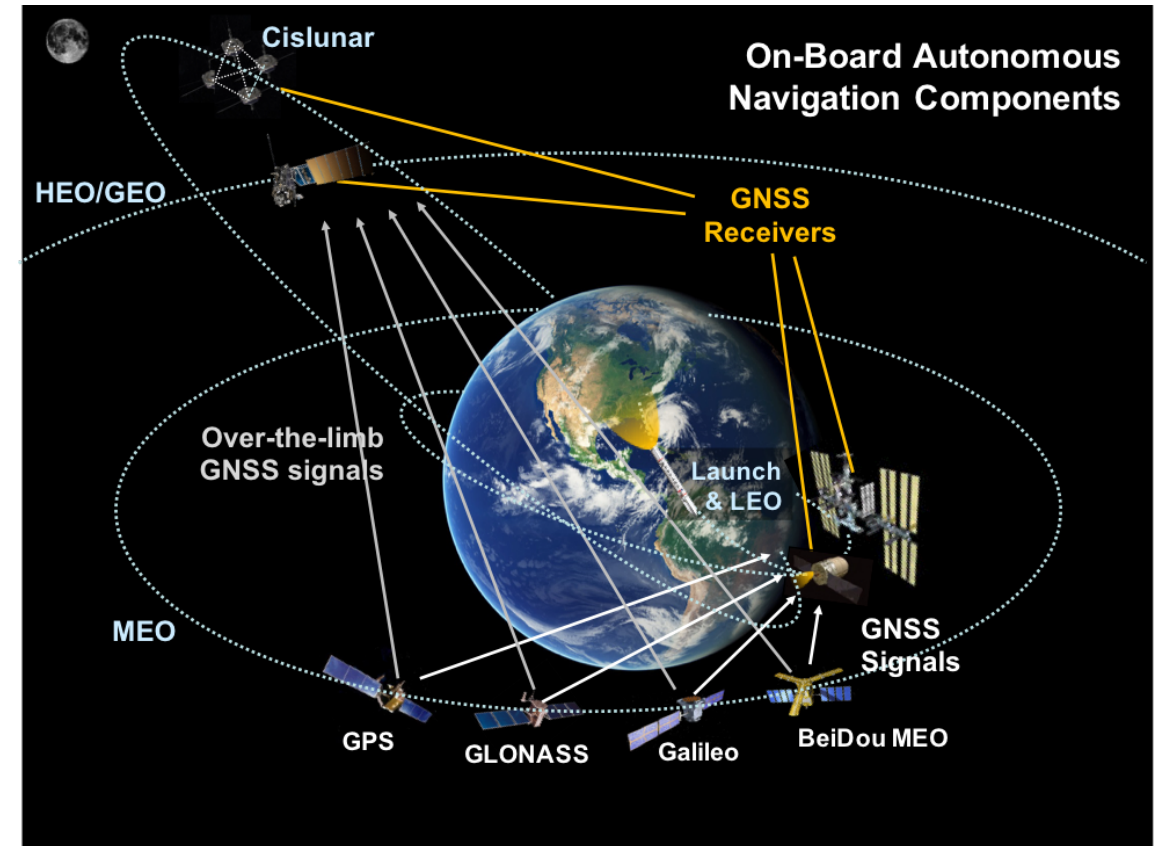 Cislunar
On-Board Autonomous
Navigation Components
HEO/GEO
GNSS
Receivers
Over-the-limb
GNSS signals
Launch
& LEO
MEO
GNSS
Signals
GPS
GLONASS
Galileo
BeiDou MEO